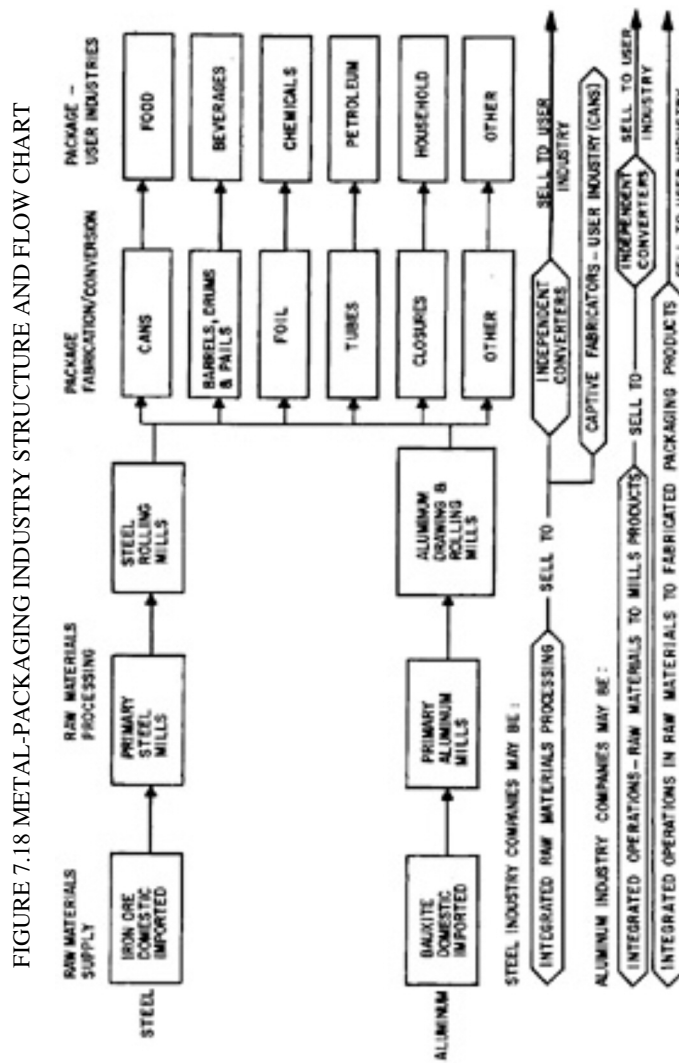 FIGURE 7.18 METAL-PACKAGING INDUSTRY STRUCTURE AND FLOW CHART
RAW MATERIALS
SUPPLY
RAW MATERIALS
PROCESSING
PACKAGE
FABRICATION/CONVERSION
PACKAGE –
USER INDUSTRIES
STEEL
IRON ORE
DOMESTIC
IMPORTED
PRIMARY
STEEL
MILLS
STEEL
ROLLING
MILLS
CANS
FOOD
BARRELS, DRUMS
& PAILS
BEVERAGES
FOIL
CHEMICALS
TUBES
PETROLEUM
CLOSURES
HOUSEHOLD
OTHER
OTHER
ALUMINUM
BAUXITE
DOMESTIC
IMPORTED
PRIMARY
ALUMINUM
MILLS
ALUMINUM
DRAWING &
ROLLING
MILLS
STEEL INDUSTRY COMPANIES MAY BE :
INTEGRATED RAW MATERIALS PROCESSING
SELL TO
INDEPENDENT
CONVERTERS
SELL TO USER
INDUSTRY
CAPTIVE FABRICATORS – USER INDUSTRY (CANS)
ALUMINUM INDUSTRY COMPANIES MAY BE :
INTEGRATED OPERATIONS – RAW MATERIALS TO MILLS PRODUCTS
SELL TO
INDEPENDENT
CONVERTERS
SELL TO USER
INDUSTRY
INTEGRATED OPERATIONS IN RAW MATERIALS TO FABRICATED PACKAGING PRODUCTS
SELL TO USER INDUSTRY